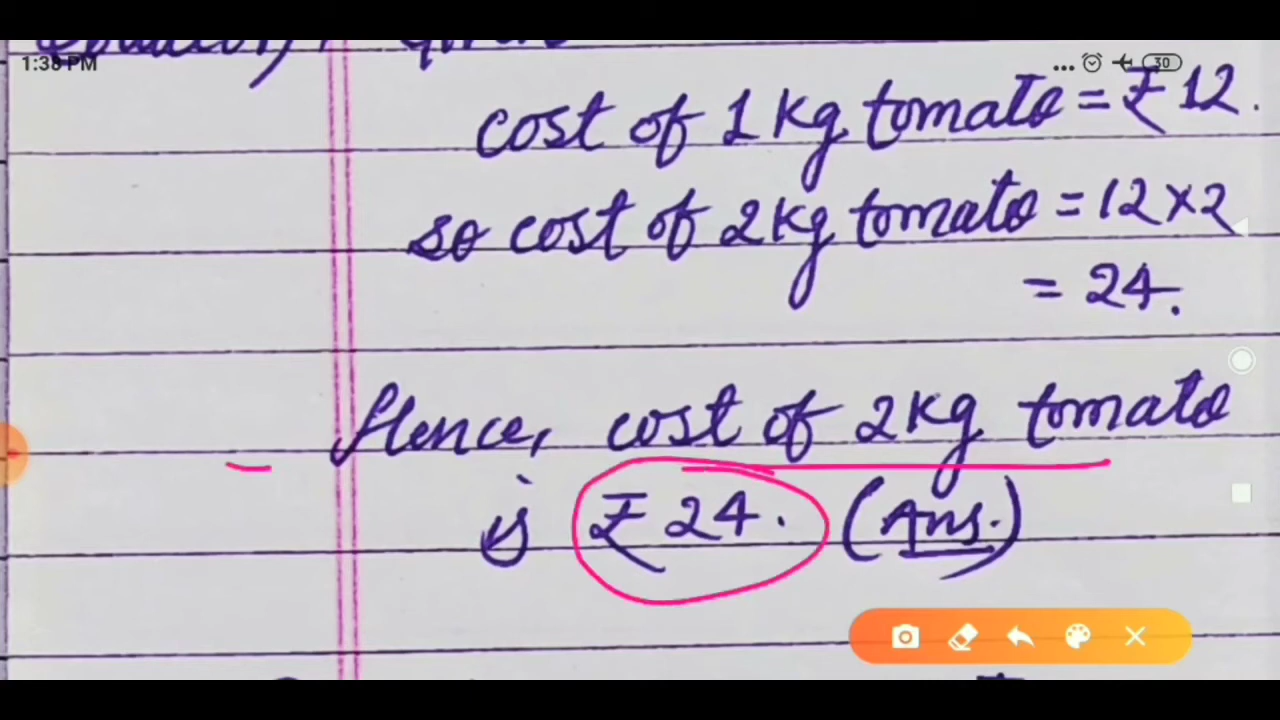 1:38 PM
30
cost of 1 kg tomato = ₹ 12.
so cost of 2 kg tomato = 12 × 2
= 24.
Hence, cost of 2 kg tomato
is ₹ 24. (Ans.)